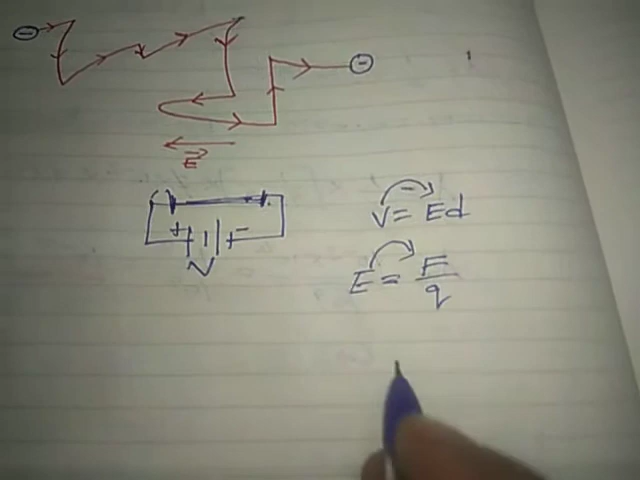 - -
E
+ -
V
V = Ed
-
E = F/q